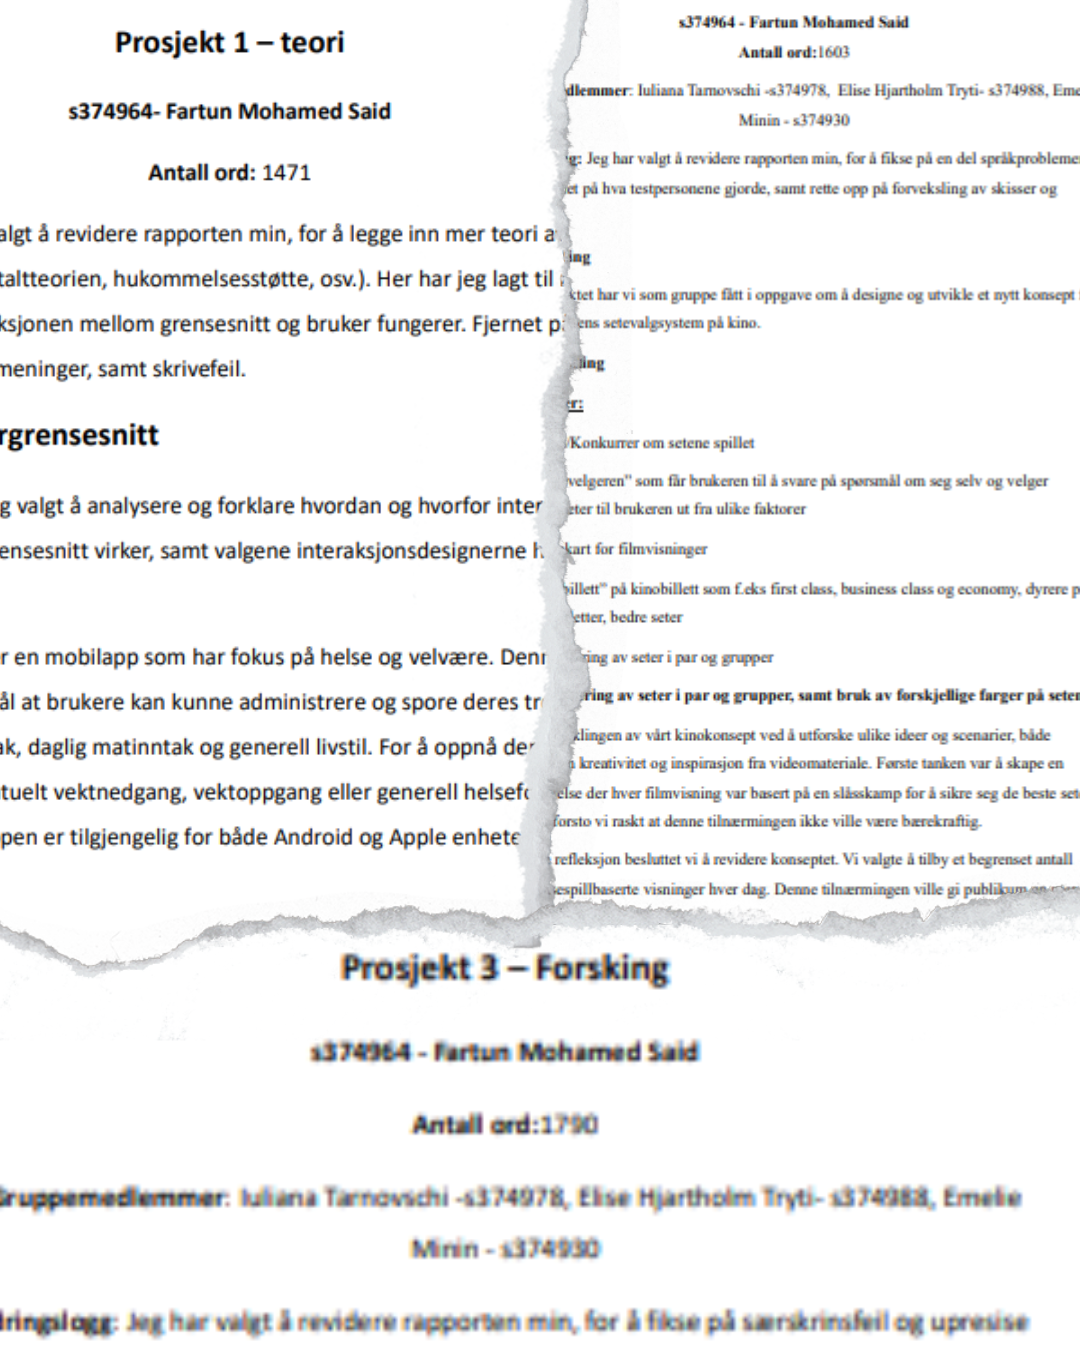 Prosjekt 1 – teori
s374964- Fartun Mohamed Said
Antall ord: 1471
algt å revidere rapporten min, for å legge inn mer teori a
taltteorien, hukommelsesstøtte, osv.). Her har jeg lagt til
ksjonen mellom grensesnitt og bruker fungerer. Fjernet p
meninger, samt skrivefeil.
rgrensesnitt
g valgt å analysere og forklare hvordan og hvorfor inter
ensesnitt virker, samt valgene interaksjonsdesignerne h
r en mobilapp som har fokus på helse og velvære. Denn
ål at brukere kan kunne administrere og spore deres tr
ak, daglig matinntak og generell livstil. For å oppnå der
tuelt vektnedgang, vektoppgang eller generell helsefo
pen er tilgjengelig for både Android og Apple enhete
s374964 - Fartun Mohamed Said
Antall ord:1603
dlemmer: Iuliana Tarnovschi -s374978, Elise Hjartholm Tryti- s374988, Eme
Minin - s374930
g: Jeg har valgt å revidere rapporten min, for å fikse på en del språkprobleme
et på hva testpersonene gjorde, samt rette opp på forveksling av skisser og
ing
ktet har vi som gruppe fått i oppgave om å designe og utvikle et nytt konsept
ens setevalgsystem på kino.
ling
er:
/Konkurrer om setene spillet
velgeren" som får brukeren til å svare på spørsmål om seg selv og velger
eter til brukeren ut fra ulike faktorer
kart for filmvisninger
billett" på kinobillett som f.eks first class, business class og economy, dyrere p
etter, bedre seter
ring av seter i par og grupper
ring av seter i par og grupper, samt bruk av forskjellige farger på seten
klingen av vårt kinokonsept ved å utforske ulike ideer og scenarier, både
kreativitet og inspirasjon fra videomateriale. Første tanken var å skape en
else der hver filmvisning var basert på en slåsskamp for å sikre seg de beste sete
forsto vi raskt at denne tilnærmingen ikke ville være bærekraftig.
refleksjon besluttet vi å revidere konseptet. Vi valgte å tilby et begrenset antall
espillbaserte visninger hver dag. Denne tilnærmingen ville gi publikum en
Prosjekt 3 – Forsking
s374964 - Fartun Mohamed Said
Antall ord:1790
Gruppemedlemmer: Iuliana Tarnovschi -s374978, Elise Hjartholm Tryti- s374988, Emelie
Minin - s374930
dringslogg: Jeg har valgt å revidere rapporten min, for å fikse på særskrinsfeil og upresise